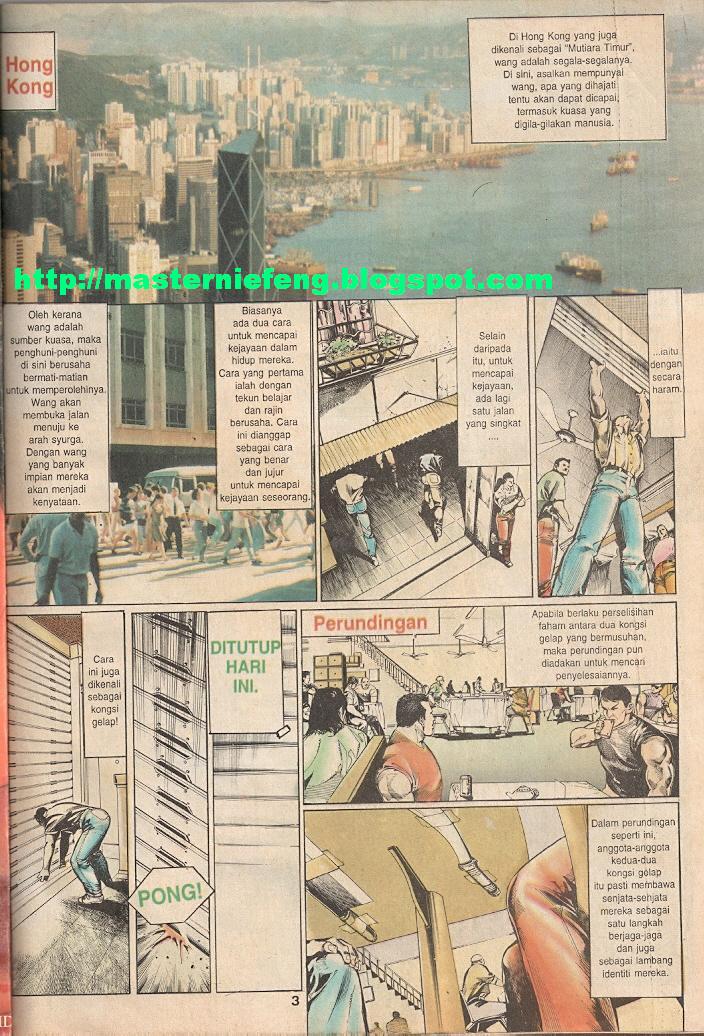 Hong
Kong
Di Hong Kong yang juga
dikenali sebagai "Mutiara Timur",
wang adalah segala-segalanya.
Di sini, asalkan mempunyai
wang, apa yang dihajati
tentu akan dapat dicapai,
termasuk kuasa yang
digila-gilakan manusia.
http://masterniefeng.blogspot.com
Oleh kerana
wang adalah
sumber kuasa, maka
penghuni-penghuni
di sini berusaha
bermati-matian
untuk memperolehinya.
Wang akan
membuka jalan
menuju ke
arah syurga.
Dengan wang
yang banyak
impian mereka
akan menjadi
kenyataan.
Biasanya
ada dua cara
untuk mencapai
kejayaan dalam
hidup mereka.
Cara yang pertama
ialah dengan
tekun belajar
dan rajin
berusaha. Cara
ini dianggap
sebagai cara
yang benar
dan jujur
untuk mencapai
kejayaan seseorang.
Selain
daripada
itu, untuk
mencapai
kejayaan,
ada lagi
satu jalan
yang singkat
....
...iaitu
dengan
secara
haram.
Cara
ini juga
dikenali
sebagai
kongsi
gelap!
PONG!
DITUTUP
HARI
INI.
Perundingan
Apabila berlaku perselisihan
faham antara dua kongsi
gelap yang bermusuhan,
maka perundingan pun
diadakan untuk mencari
penyelesaiannya.
Dalam perundingan
seperti ini,
anggota-anggota
kedua-dua
kongsi gelap
itu pasti membawa
senjata-sehjata
mereka sebagai
satu langkah
berjaga-jaga
dan juga
sebagai lambang
identiti mereka.
3